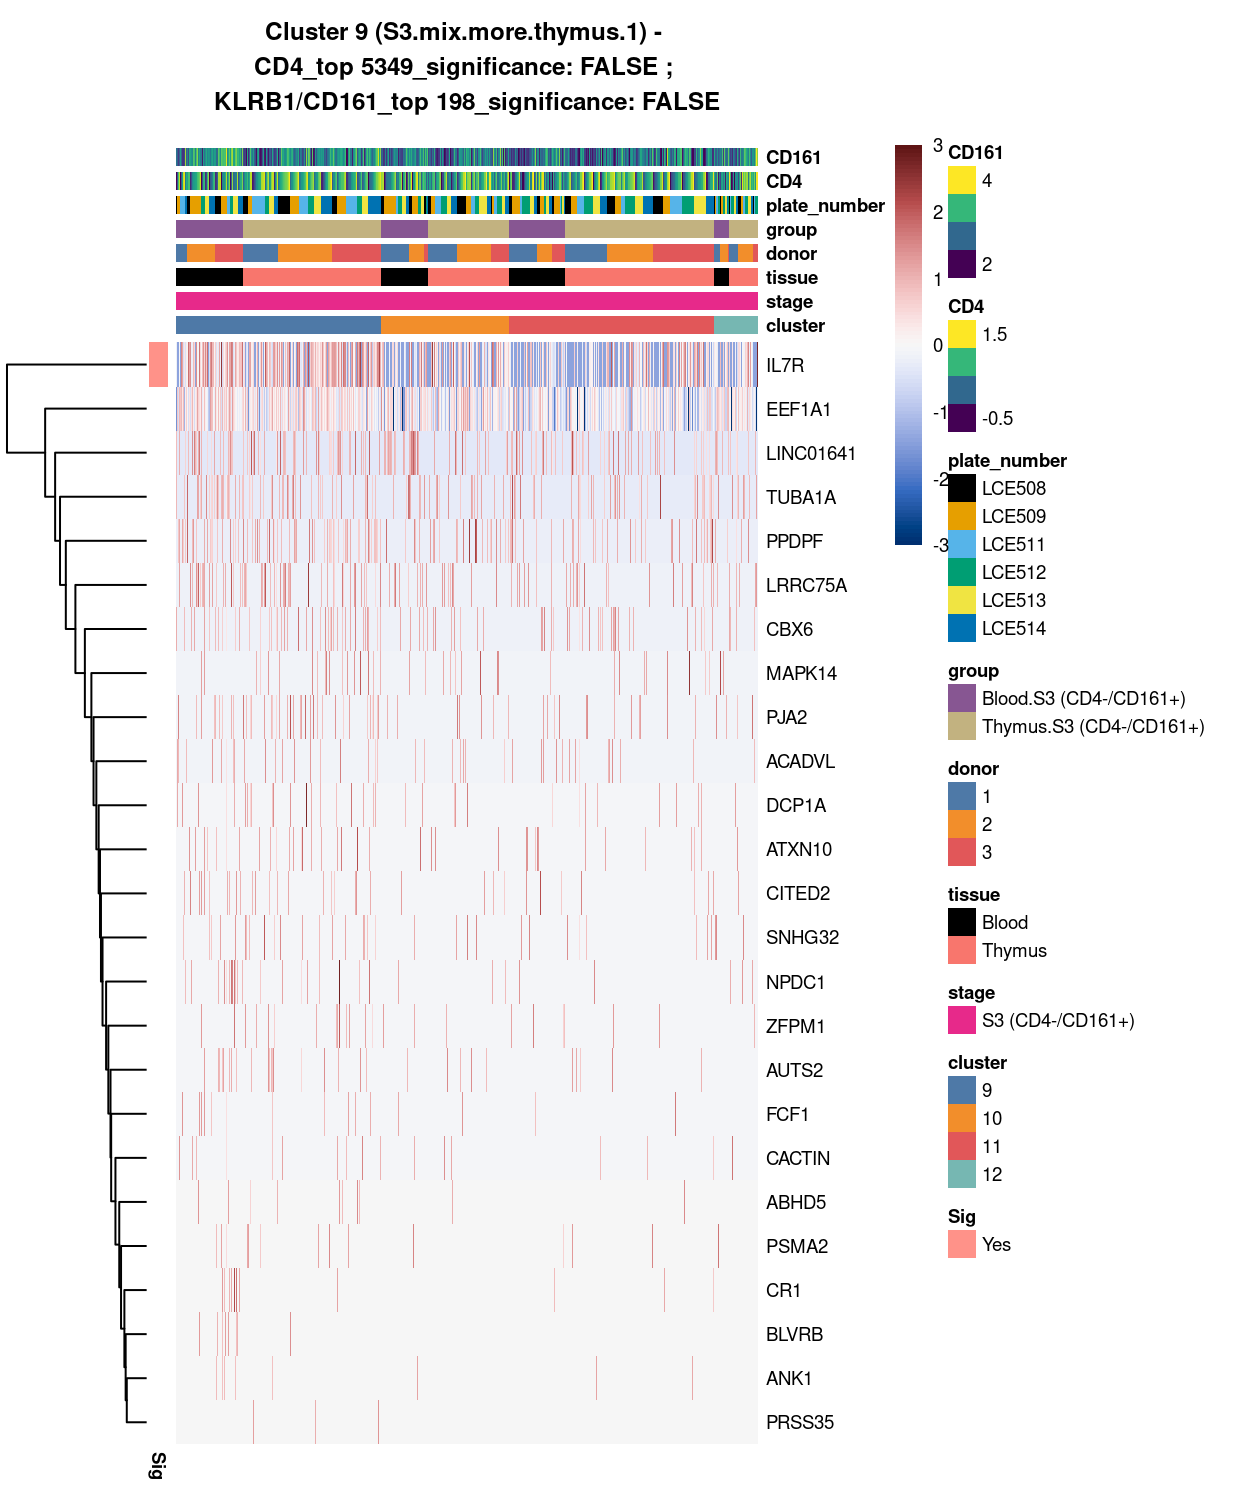 Cluster 9 (S3.mix.more.thymus.1) -
CD4_top 5349_significance: FALSE ;
KLRB1/CD161_top 198_significance: FALSE
CD161
CD4
plate_number
group
donor
tissue
stage
cluster
IL7R
EEF1A1
LINC01641
TUBA1A
PPDPF
LRRC75A
CBX6
MAPK14
PJA2
ACADVL
DCP1A
ATXN10
CITED2
SNHG32
NPDC1
ZFPM1
AUTS2
FCF1
CACTIN
ABHD5
PSMA2
CR1
BLVRB
ANK1
PRSS35
Sig
3
2
1
0
-1
-2
-3
CD161
4
2
CD4
1.5
-0.5
plate_number
LCE508
LCE509
LCE511
LCE512
LCE513
LCE514
group
Blood.S3 (CD4-/CD161+)
Thymus.S3 (CD4-/CD161+)
donor
1
2
3
tissue
Blood
Thymus
stage
S3 (CD4-/CD161+)
cluster
9
10
11
12
Sig
Yes